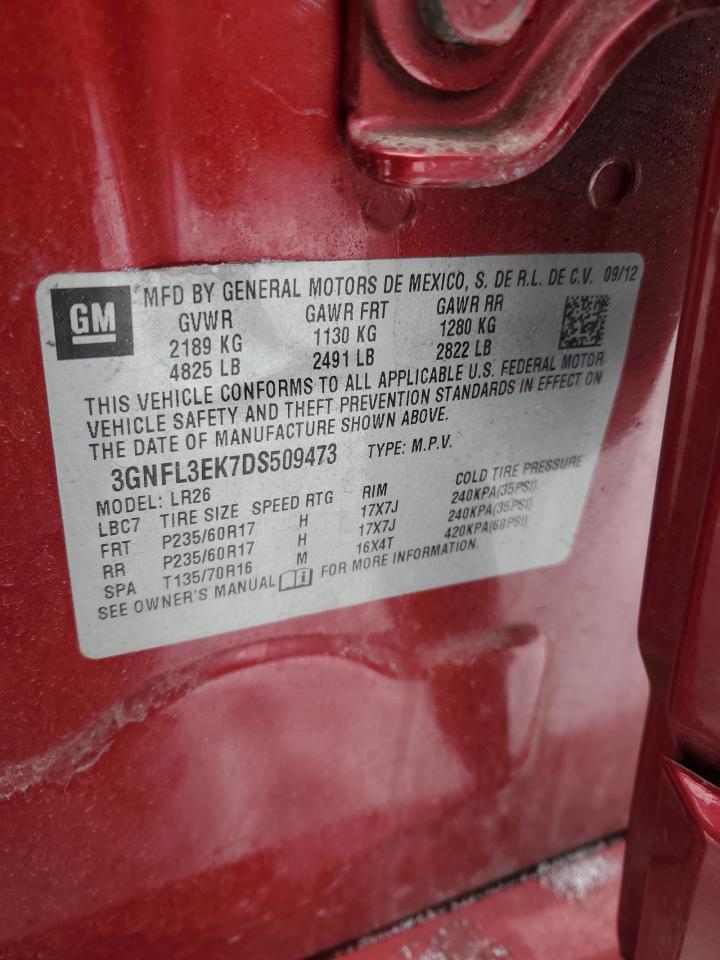 GM
MFD BY GENERAL MOTORS DE MEXICO, S. DE R.L. DE C.V. 09/12
GVWR GAWR FRT GAWR RR
2189 KG 1130 KG 1280 KG
4825 LB 2491 LB 2822 LB
THIS VEHICLE CONFORMS TO ALL APPLICABLE U.S. FEDERAL MOTOR
VEHICLE SAFETY AND THEFT PREVENTION STANDARDS IN EFFECT ON
THE DATE OF MANUFACTURE SHOWN ABOVE.
3GNFL3EK7DS509473 TYPE: M.P.V.
MODEL: LR26
LBC7 TIRE SIZE SPEED RTG RIM COLD TIRE PRESSURE
FRT P235/60R17 H 17X7J 240KPA(35PSI)
RR P235/60R17 H 17X7J 240KPA(35PSI)
SPA T135/70R16 M 16X4T 420KPA(60PSI)
SEE OWNER'S MANUAL FOR MORE INFORMATION.